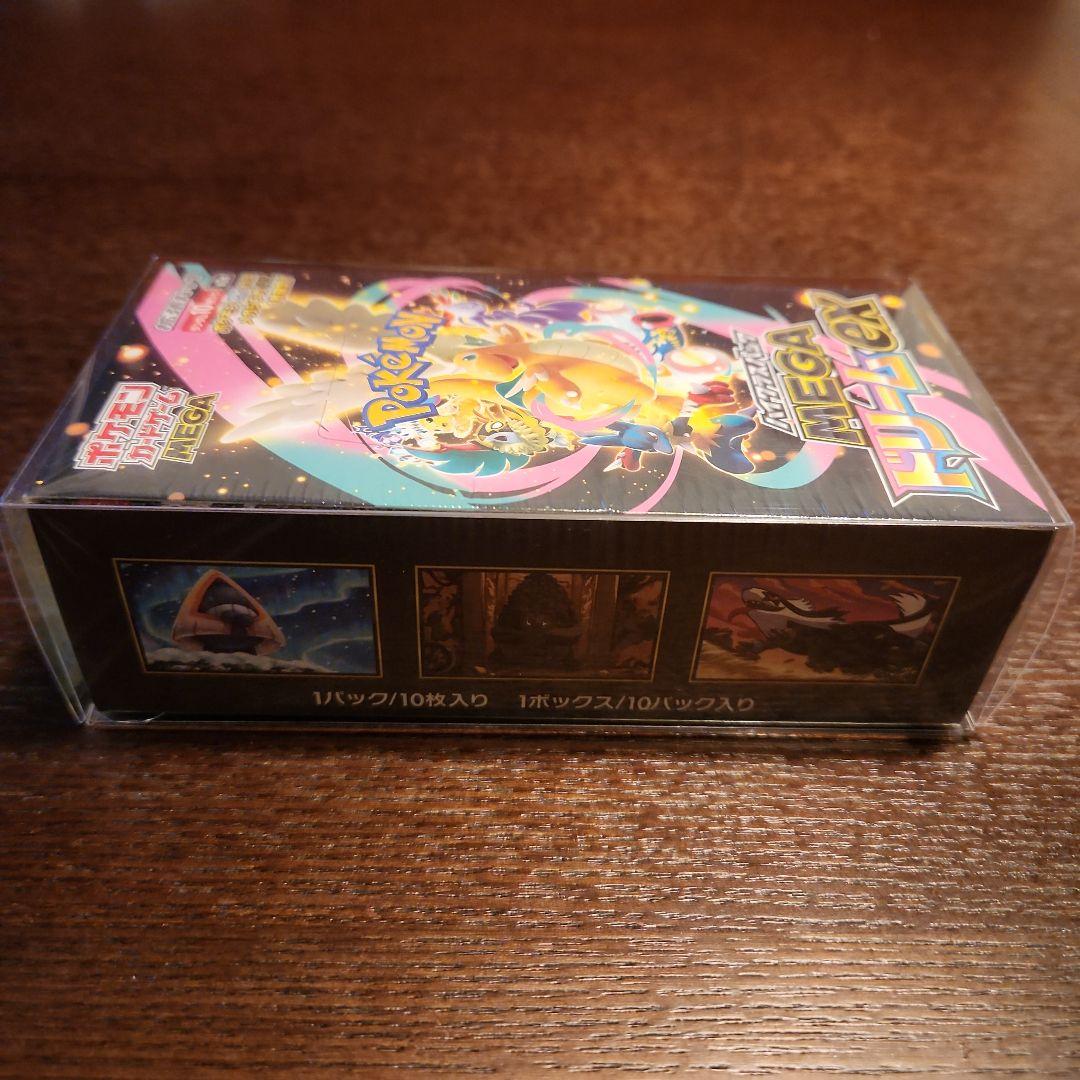 ポケモン
カードゲーム
MEGA
POKéMON
ハイクラスパック
MEGA
ドリームex
1パック/10枚入り 1ボックス/10パック入り